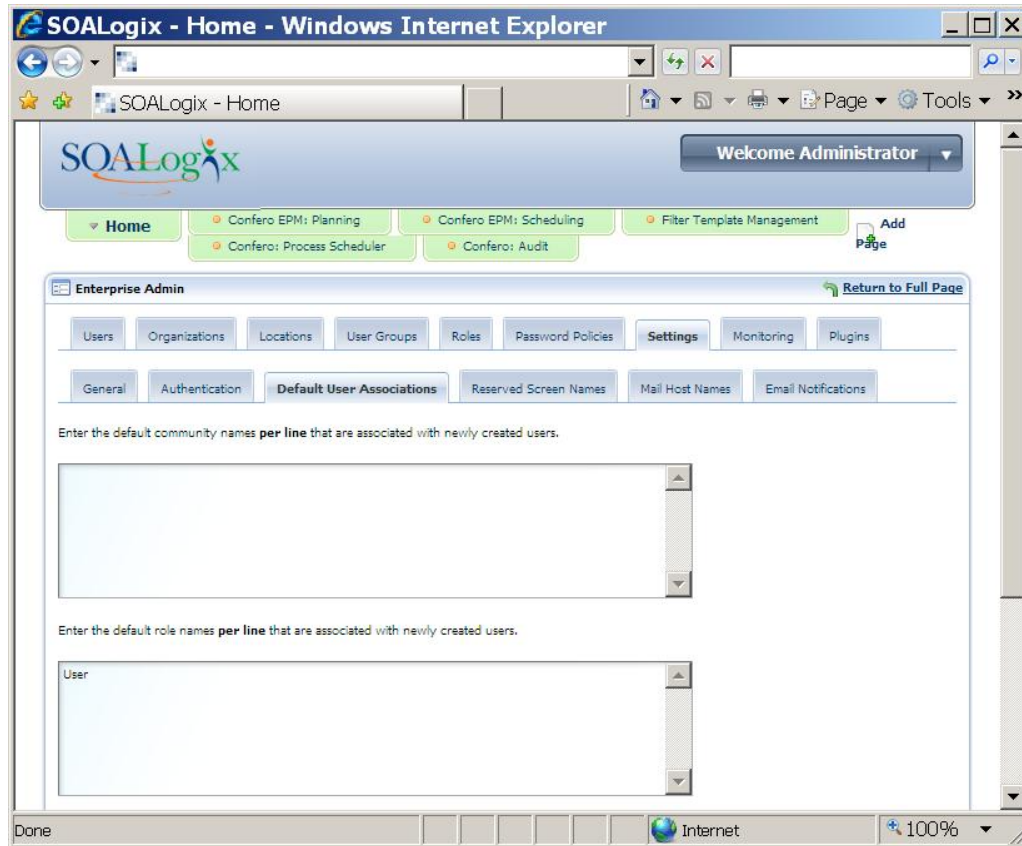 SOALogix - Home - Windows Internet Explorer
SOALogix - Home
Page Tools »
SOALogix
Welcome Administrator
Home
Confero EPM: Planning
Confero EPM: Scheduling
Filter Template Management
Add Page
Confero: Process Scheduler
Confero: Audit
Enterprise Admin
Return to Full Page
Users Organizations Locations User Groups Roles Password Policies Settings Monitoring Plugins
General Authentication Default User Associations Reserved Screen Names Mail Host Names Email Notifications
Enter the default community names per line that are associated with newly created users.
Enter the default role names per line that are associated with newly created users.
User
Done Internet 100%